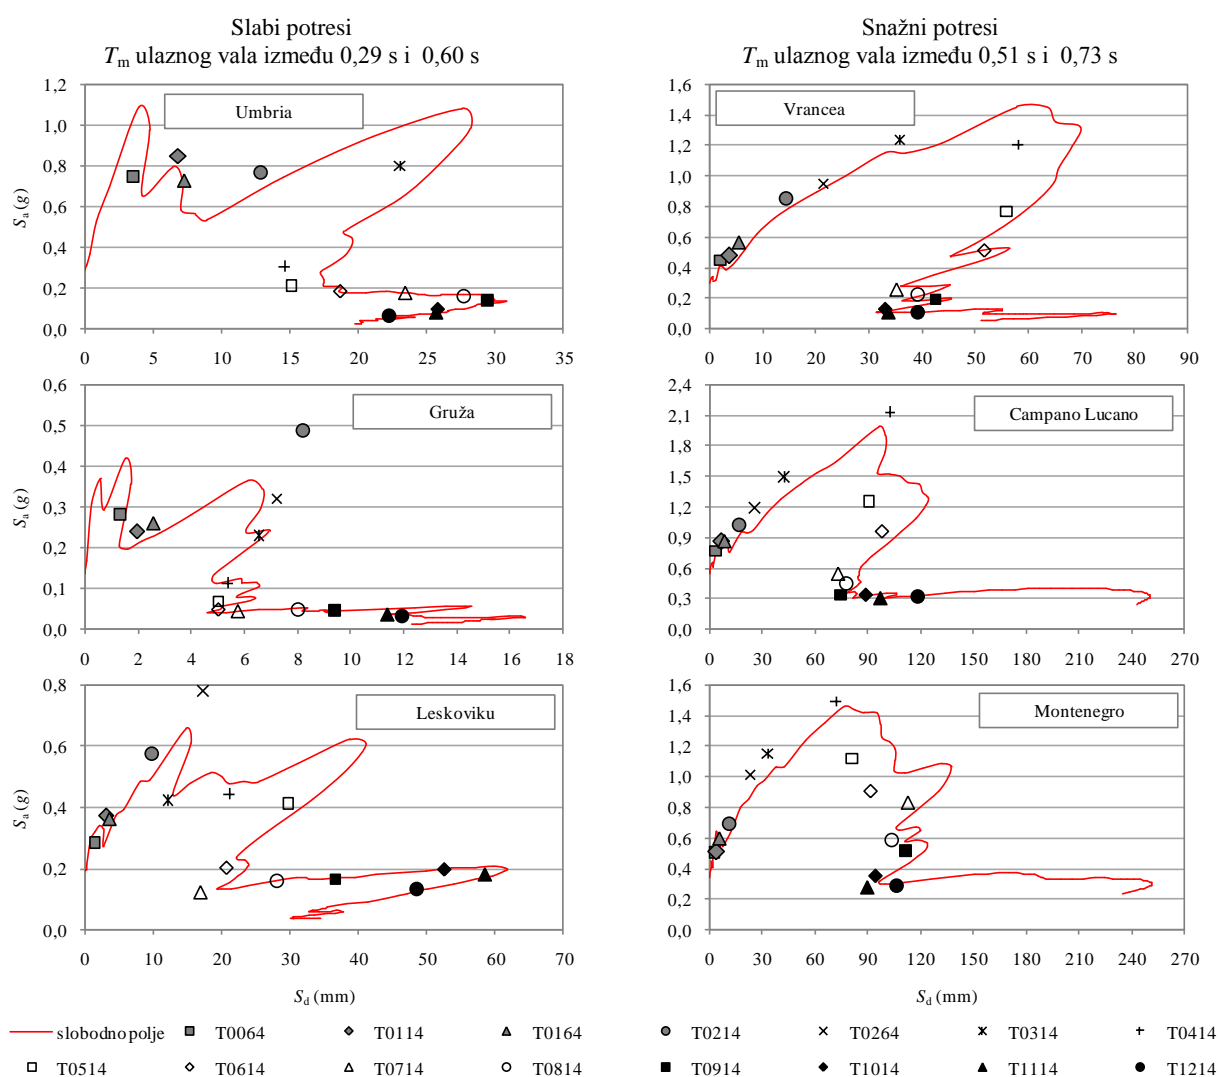 Slabi potresi
Tm ulaznog vala između 0,29 s i 0,60 s
Snažni potresi
Tm ulaznog vala između 0,51 s i 0,73 s
Umbria
Sa (g)
1,2
1,0
0,8
0,6
0,4
0,2
0,0
0 5 10 15 20 25 30 35
Vrancea
1,6
1,4
1,2
1,0
0,8
0,6
0,4
0,2
0,0
0 10 20 30 40 50 60 70 80 90
Gruža
Sa (g)
0,6
0,5
0,4
0,3
0,2
0,1
0,0
0 2 4 6 8 10 12 14 16 18
Campano Lucano
2,4
2,1
1,8
1,5
1,2
0,9
0,6
0,3
0,0
0 30 60 90 120 150 180 210 240 270
Leskoviku
Sa (g)
0,8
0,6
0,4
0,2
0,0
0 10 20 30 40 50 60 70
Sd (mm)
Montenegro
1,6
1,4
1,2
1,0
0,8
0,6
0,4
0,2
0,0
0 30 60 90 120 150 180 210 240 270
Sd (mm)
slobodno polje T0064 T0114 T0164 T0214 T0264 T0314 T0414
T0514 T0614 T0714 T0814 T0914 T1014 T1114 T1214